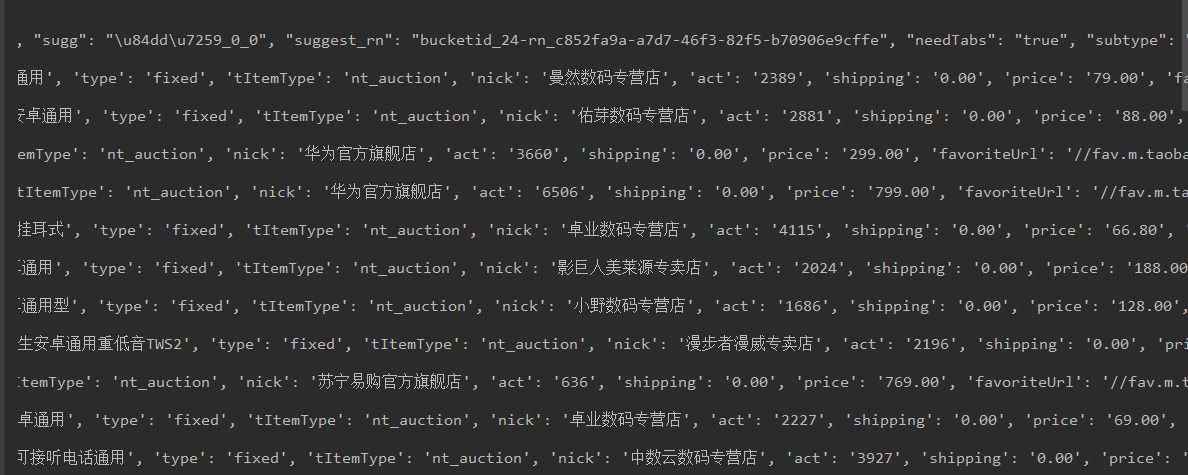 , "sugg": "\u84dd\u7259_0_0", "suggest_rn": "bucketid_24-rn_c852fa9a-a7d7-46f3-82f5-b70906e9cffe", "needTabs": "true", "subtype": "
通用', 'type': 'fixed', 'tItemType': 'nt_auction', 'nick': '曼然数码专营店', 'act': '2389', 'shipping': '0.00', 'price': '79.00', 'fa
安卓通用', 'type': 'fixed', 'tItemType': 'nt_auction', 'nick': '佑芽数码专营店', 'act': '2881', 'shipping': '0.00', 'price': '88.00',
emType': 'nt_auction', 'nick': '华为官方旗舰店', 'act': '3660', 'shipping': '0.00', 'price': '299.00', 'favoriteUrl': '//fav.m.taoba
tItemType': 'nt_auction', 'nick': '华为官方旗舰店', 'act': '6506', 'shipping': '0.00', 'price': '799.00', 'favoriteUrl': '//fav.m.ta
挂耳式', 'type': 'fixed', 'tItemType': 'nt_auction', 'nick': '卓业数码专营店', 'act': '4115', 'shipping': '0.00', 'price': '66.80',
通用', 'type': 'fixed', 'tItemType': 'nt_auction', 'nick': '影巨人美莱源专卖店', 'act': '2024', 'shipping': '0.00', 'price': '188.00
通用型', 'type': 'fixed', 'tItemType': 'nt_auction', 'nick': '小野数码专营店', 'act': '1686', 'shipping': '0.00', 'price': '128.00',
生安卓通用重低音TWS2', 'type': 'fixed', 'tItemType': 'nt_auction', 'nick': '漫步者漫威专卖店', 'act': '2196', 'shipping': '0.00', 'pri
temType': 'nt_auction', 'nick': '苏宁易购官方旗舰店', 'act': '636', 'shipping': '0.00', 'price': '769.00', 'favoriteUrl': '//fav.m.t
卓通用', 'type': 'fixed', 'tItemType': 'nt_auction', 'nick': '卓业数码专营店', 'act': '2227', 'shipping': '0.00', 'price': '69.00',
可接听电话通用', 'type': 'fixed', 'tItemType': 'nt_auction', 'nick': '中数云数码专营店', 'act': '3927', 'shipping': '0.00', 'price': '